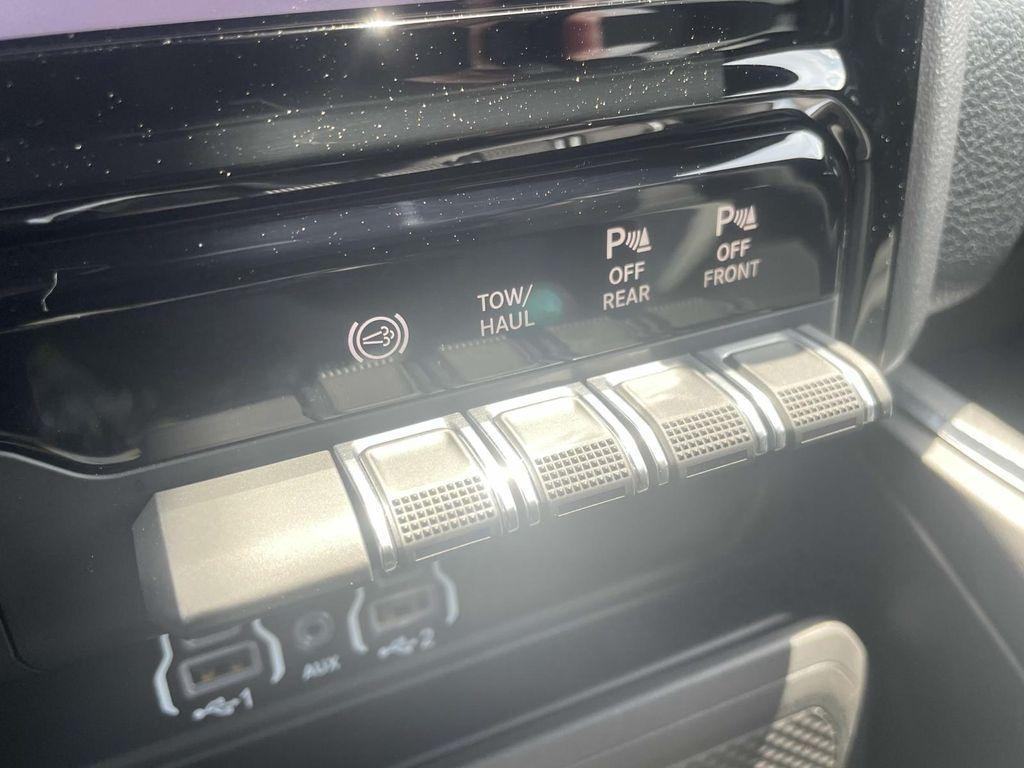 P
OFF
FRONT
P
OFF
REAR
TOW/
HAUL
1
AUX
2